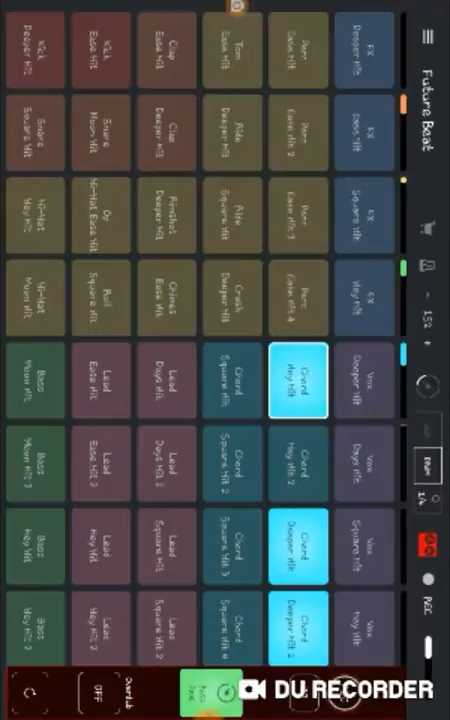 Future Beat
- 152 +
1/4
REC
FX
Deeper Hit
FX
Ease Hit
FX
Square Hit
FX
Hey Hit
Vox
Deeper Hit
Vox
Days Hit
Vox
Square Hit
Vox
Hey Hit
Perc
Ease Hit
Perc
Ease Hit 2
Perc
Ease Hit 3
Perc
Ease Hit 4
Chord
Hey Hit
Chord
Hey Hit 2
Chord
Deeper Hit
Chord
Deeper Hit 2
Tom
Ease Hit
Ride
Deeper Hit
Ride
Square Hit
Crash
Deeper Hit
Chord
Square Hit
Chord
Square Hit 2
Chord
Square Hit 3
Chord
Square Hit 4
Clap
Ease Hit
Clap
Deeper Hit
Rimshot
Deeper Hit
Chimes
Ease Hit
Lead
Days Hit
Lead
Days Hit 2
Lead
Square Hit
Lead
Square Hit 2
Kick
Ease Hit
Snare
Moon Hit
Op
Hi-Hat Ease Hit
Roll
Square Hit
Lead
Ease Hit
Lead
Ease Hit 2
Lead
Hey Hit
Lead
Hey Hit 2
Kick
Deeper Hit
Snare
Square Hit
Hi-Hat
Hey Hit
Hi-Hat
Moon Hit
Bass
Moon Hit
Bass
Moon Hit 2
Bass
Hey Hit
Bass
Hey Hit 2
Overdub
OFF
DU RECORDER